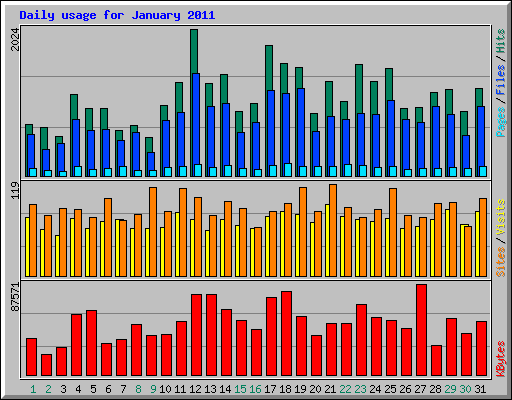 Daily usage for January 2011
2024
Pages / Files / Hits
119
Sites / Visits
87571
KBytes
1 2 3 4 5 6 7 8 9 10 11 12 13 14 15 16 17 18 19 20 21 22 23 24 25 26 27 28 29 30 31